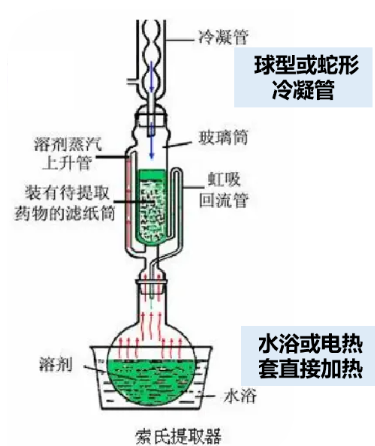 冷凝管
球型或蛇形
冷凝管
溶剂蒸汽
上升管
玻璃筒
装有待提取
药物的滤纸筒
虹吸
回流管
水浴或电热
套直接加热
溶剂
水浴
索氏提取器